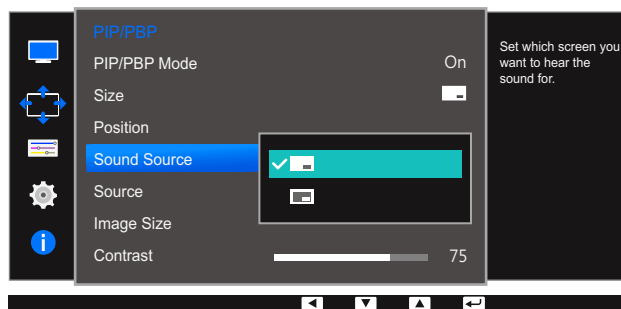 PIP/PBP
PIP/PBP Mode On
Size
Position
Sound Source
Source
Image Size
Contrast 75
Set which screen you
want to hear the
sound for.